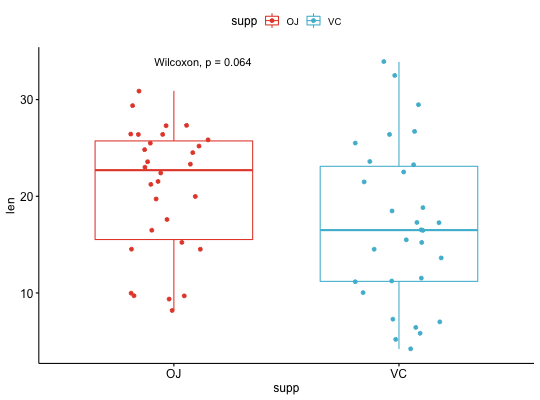 supp OJ VC
Wilcoxon, p = 0.064
30
20
10
len
OJ VC
supp